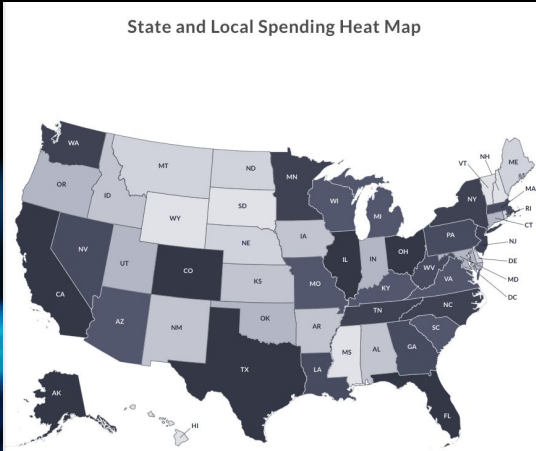 State and Local Spending Heat Map
WA
MT
ND
MN
VT
NH
ME
OR
ID
SD
WI
MI
NY
MA
RI
CT
WY
IA
PA
NJ
NV
NE
IL
IN
OH
DE
UT
CO
WV
VA
MD
DC
CA
KS
MO
KY
AZ
NM
OK
TN
NC
AR
SC
MS
AL
GA
TX
LA
AK
FL
HI